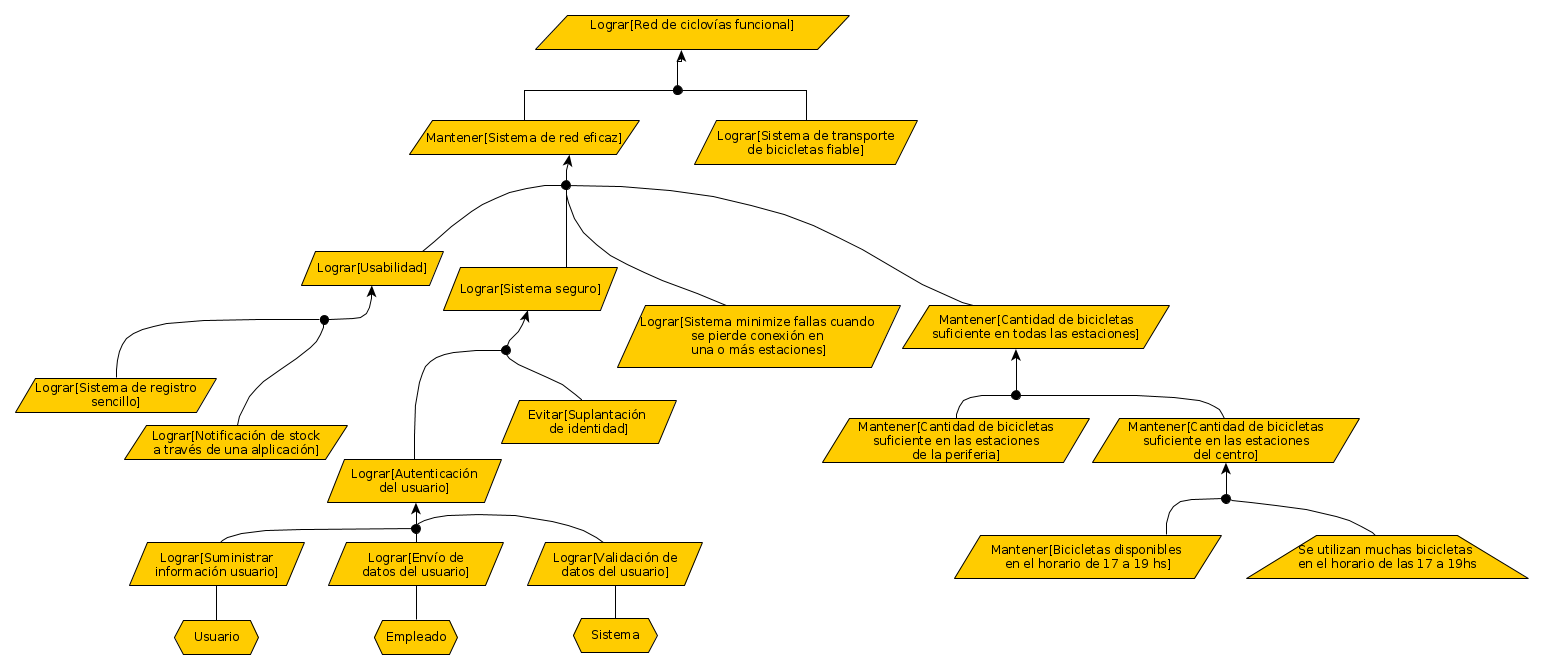 Lograr[Red de ciclovías funcional]
Mantener[Sistema de red eficaz]
Lograr[Sistema de transporte
de bicicletas fiable]
Lograr[Usabilidad]
Lograr[Sistema seguro]
Lograr[Sistema minimize fallas cuando
se pierde conexión en
una o más estaciones]
Mantener[Cantidad de bicicletas
suficiente en todas las estaciones]
Lograr[Sistema de registro
sencillo]
Lograr[Notificación de stock
a través de una alplicación]
Evitar[Suplantación
de identidad]
Mantener[Cantidad de bicicletas
suficiente en las estaciones
de la periferia]
Mantener[Cantidad de bicicletas
suficiente en las estaciones
del centro]
Lograr[Autenticación
del usuario]
Lograr[Suministrar
información usuario]
Lograr[Envío de
datos del usuario]
Lograr[Validación de
datos del usuario]
Mantener[Bicicletas disponibles
en el horario de 17 a 19 hs]
Se utilizan muchas bicicletas
en el horario de las 17 a 19hs
Usuario
Empleado
Sistema